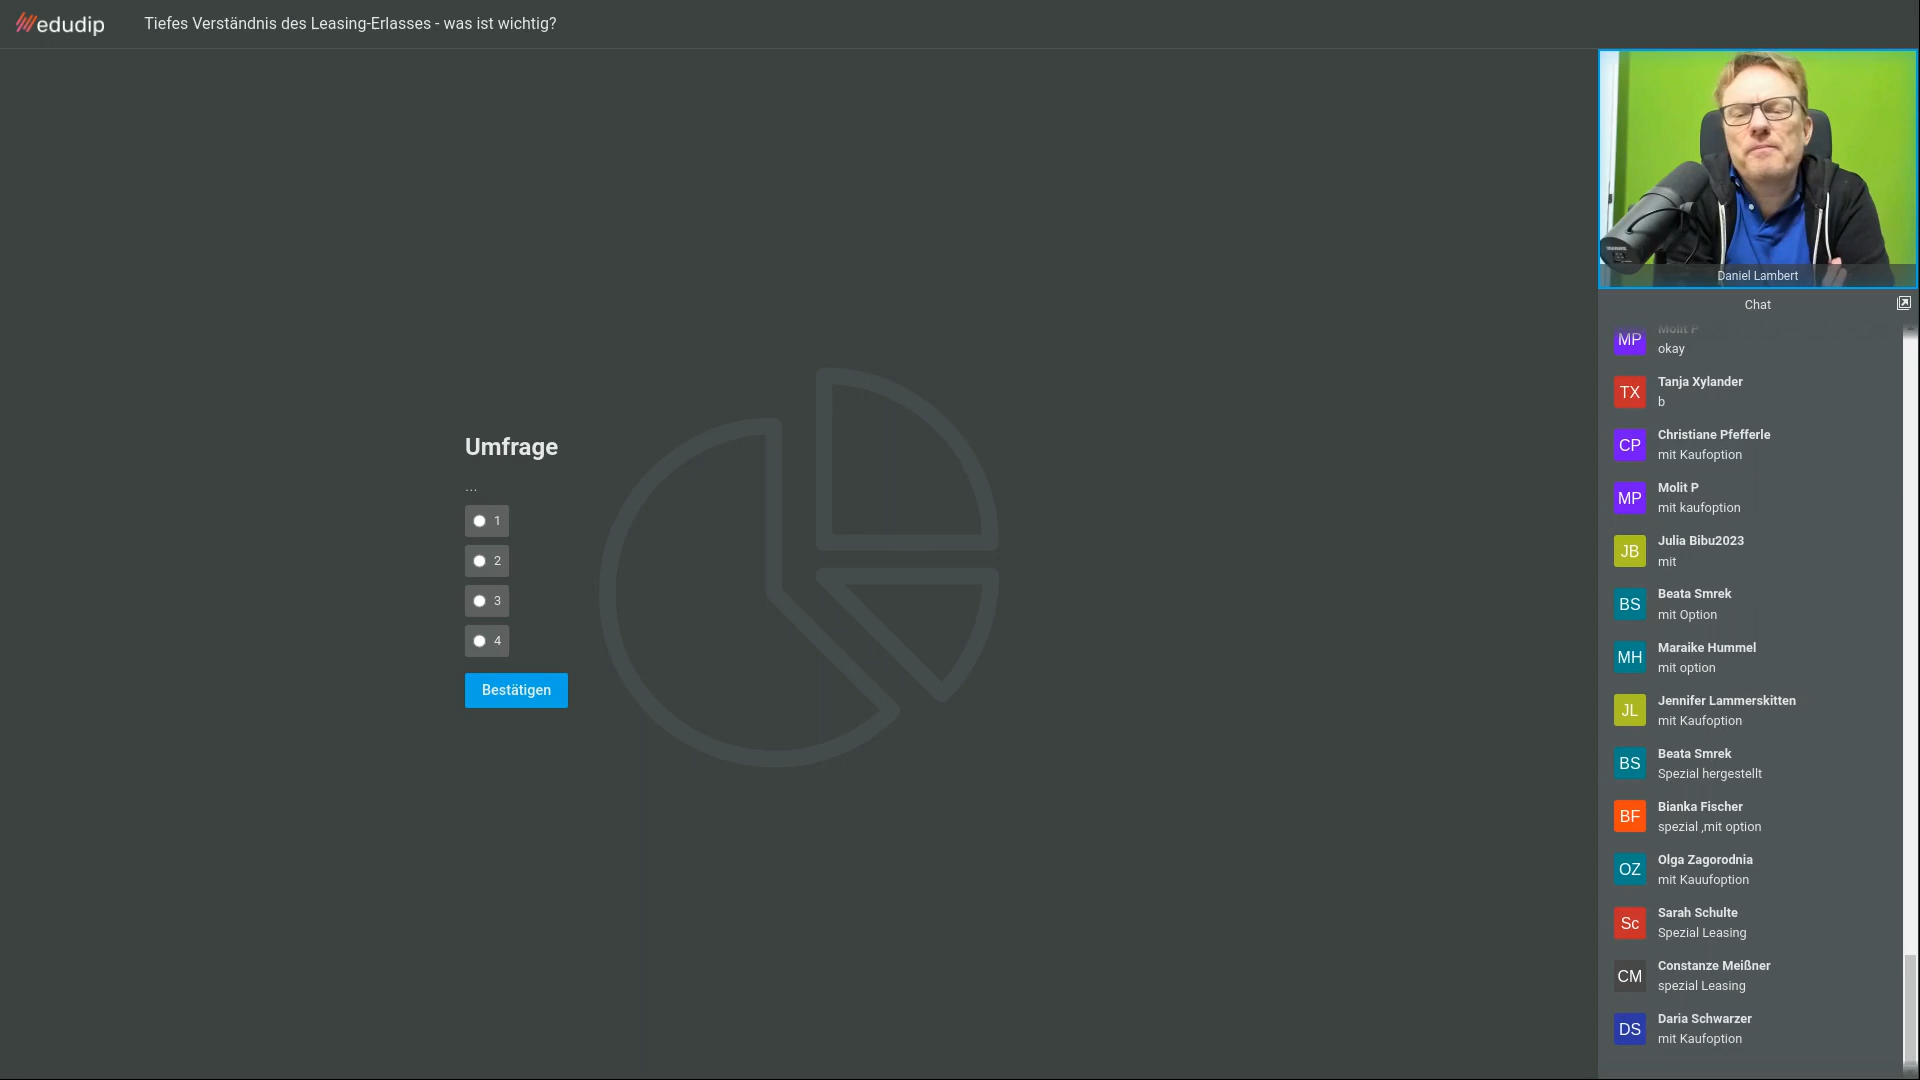 edudip
Tiefes Verständnis des Leasing-Erlasses - was ist wichtig?
Umfrage
...
1
2
3
4
Bestätigen
Daniel Lambert
Chat
MP
Molit P
okay
TX
Tanja Xylander
b
CP
Christiane Pfefferle
mit Kaufoption
MP
Molit P
mit kaufoption
JB
Julia Bibu2023
mit
BS
Beata Smrek
mit Option
MH
Maraike Hummel
mit option
JL
Jennifer Lammerskitten
mit Kaufoption
BS
Beata Smrek
Spezial hergestellt
BF
Bianka Fischer
spezial ,mit option
OZ
Olga Zagorodnia
mit Kauufoption
Sc
Sarah Schulte
Spezial Leasing
CM
Constanze Meißner
spezial Leasing
DS
Daria Schwarzer
mit Kaufoption